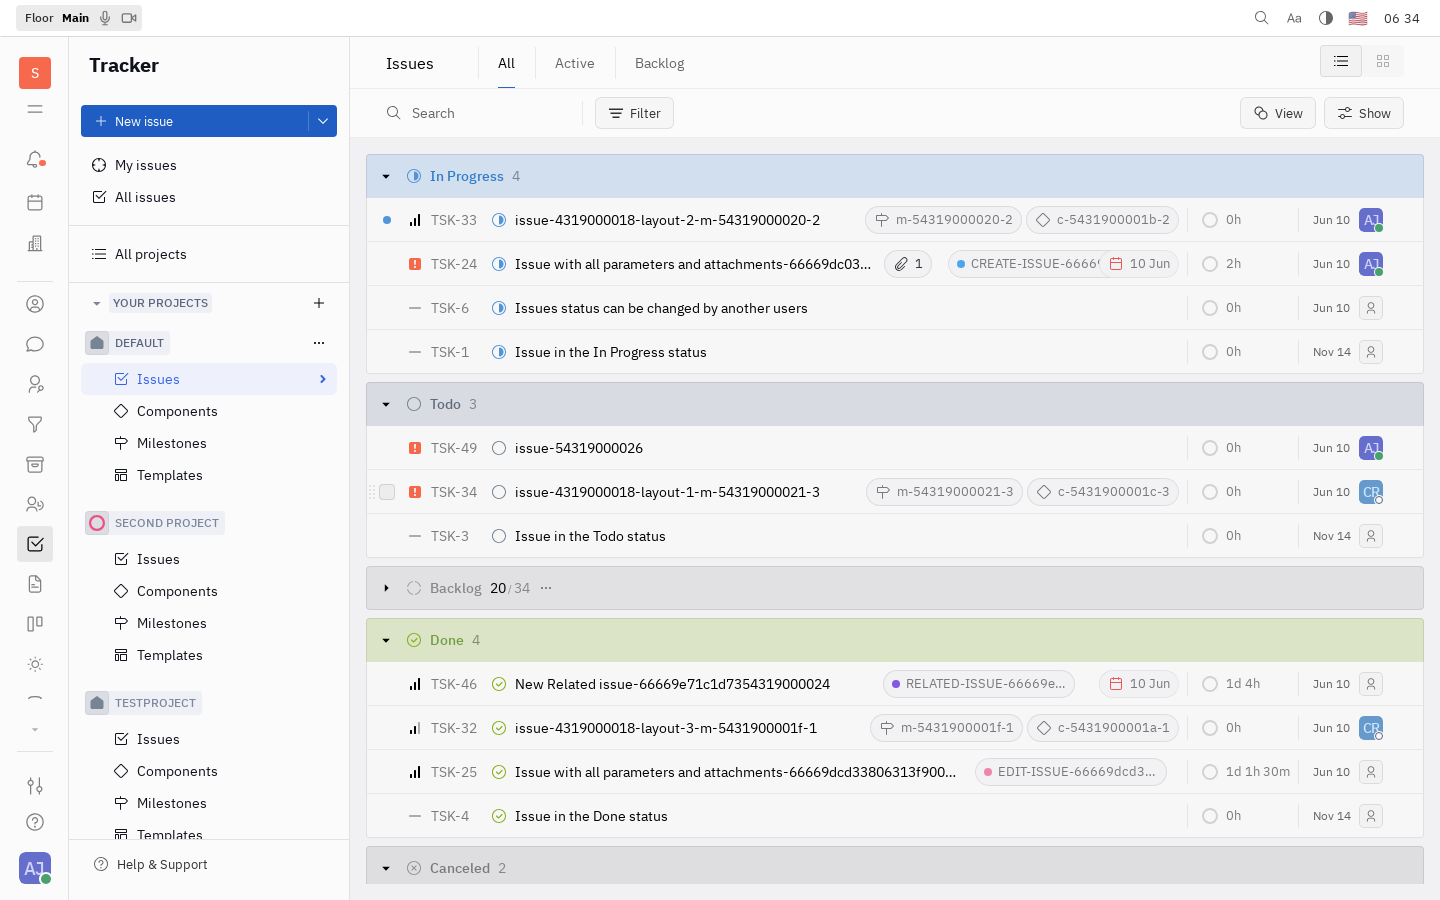 Floor Main
Aa
06 34
S
Tracker
New issue
My issues
All issues
All projects
YOUR PROJECTS
DEFAULT
Issues
Components
Milestones
Templates
SECOND PROJECT
Issues
Components
Milestones
Templates
TESTPROJECT
Issues
Components
Milestones
Templates
Help & Support
AJ
Issues All Active Backlog
Search Filter View Show
In Progress 4
TSK-33 issue-4319000018-layout-2-m-54319000020-2 m-54319000020-2 c-5431900001b-2 0h Jun 10 AJ
TSK-24 Issue with all parameters and attachments-66669dc03... 1 CREATE-ISSUE-66669 10 Jun 2h Jun 10 AJ
TSK-6 Issues status can be changed by another users 0h Jun 10
TSK-1 Issue in the In Progress status 0h Nov 14
Todo 3
TSK-49 issue-54319000026 0h Jun 10 AJ
TSK-34 issue-4319000018-layout-1-m-54319000021-3 m-54319000021-3 c-5431900001c-3 0h Jun 10 CR
TSK-3 Issue in the Todo status 0h Nov 14
Backlog 20/34 ...
Done 4
TSK-46 New Related issue-66669e71c1d7354319000024 RELATED-ISSUE-66669e... 10 Jun 1d 4h Jun 10
TSK-32 issue-4319000018-layout-3-m-5431900001f-1 m-5431900001f-1 c-5431900001a-1 0h Jun 10 CR
TSK-25 Issue with all parameters and attachments-66669dcd33806313f900... EDIT-ISSUE-66669dcd3... 1d 1h 30m Jun 10
TSK-4 Issue in the Done status 0h Nov 14
Canceled 2